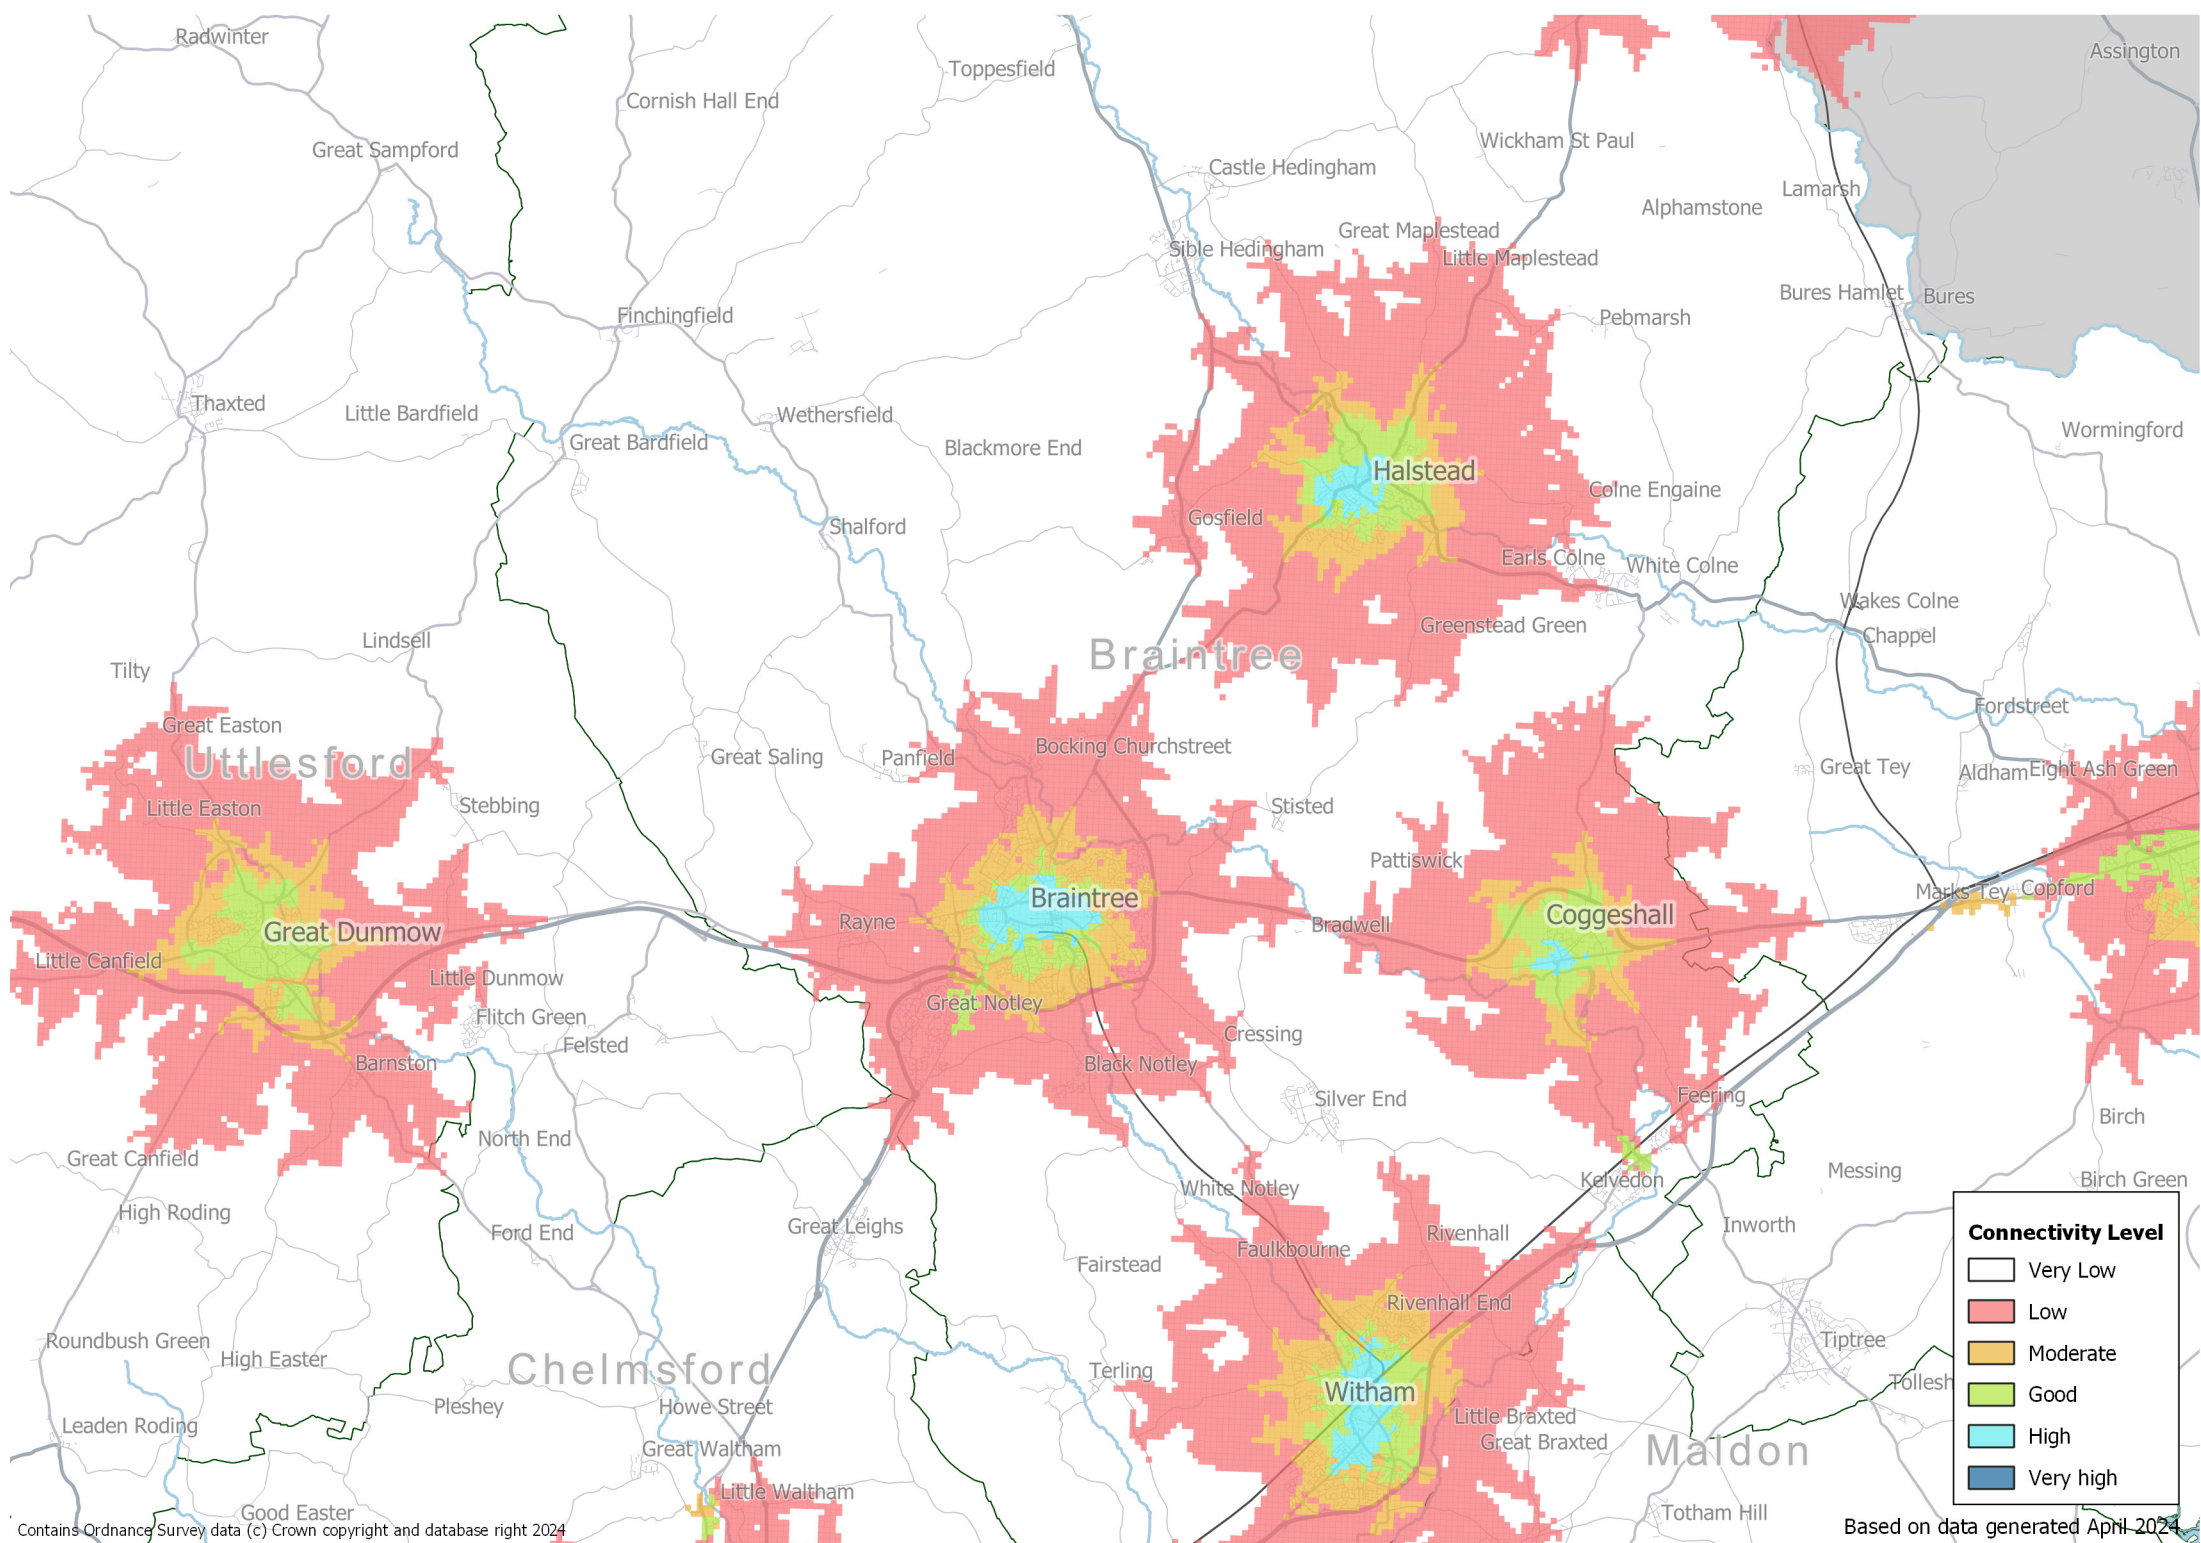 Radwinter
Assington
Toppesfield
Cornish Hall End
Wickham St Paul
Great Sampford
Castle Hedingham
Lamarsh
Alphamstone
Great Maplestead
Sible Hedingham
Little Maplestead
Bures Hamlet
Bures
Finchingfield
Pebmarsh
Thaxted
Little Bardfield
Wethersfield
Great Bardfield
Blackmore End
Wormingford
Halstead
Colne Engaine
Gosfield
Shalford
Earls Colne
White Colne
Wakes Colne
Greenstead Green
Chappel
Lindsell
Braintree
Tilty
Fordstreet
Great Easton
Bocking Churchstreet
Uttlesford
Great Saling
Panfield
Great Tey
Aldham
Eight Ash Green
Little Easton
Stebbing
Stisted
Pattiswick
Marks Tey
Copford
Braintree
Coggeshall
Rayne
Bradwell
Great Dunmow
Little Canfield
Little Dunmow
Great Notley
Flitch Green
Cressing
Felsted
Barnston
Black Notley
Silver End
Feering
Birch
North End
Great Canfield
Messing
Kelvedon
Birch Green
White Notley
High Roding
Great Leighs
Inworth
Ford End
Rivenhall
Faulkbourne
Fairstead
Rivenhall End
Roundbush Green
Tiptree
High Easter
Chelmsford
Terling
Tollesh
Witham
Pleshey
Howe Street
Little Braxted
Leaden Roding
Great Braxted
Great Waltham
Maldon
Little Waltham
Good Easter
Totham Hill
Connectivity Level
Very Low
Low
Moderate
Good
High
Very high
Contains Ordnance Survey data (c) Crown copyright and database right 2024
Based on data generated April 2024